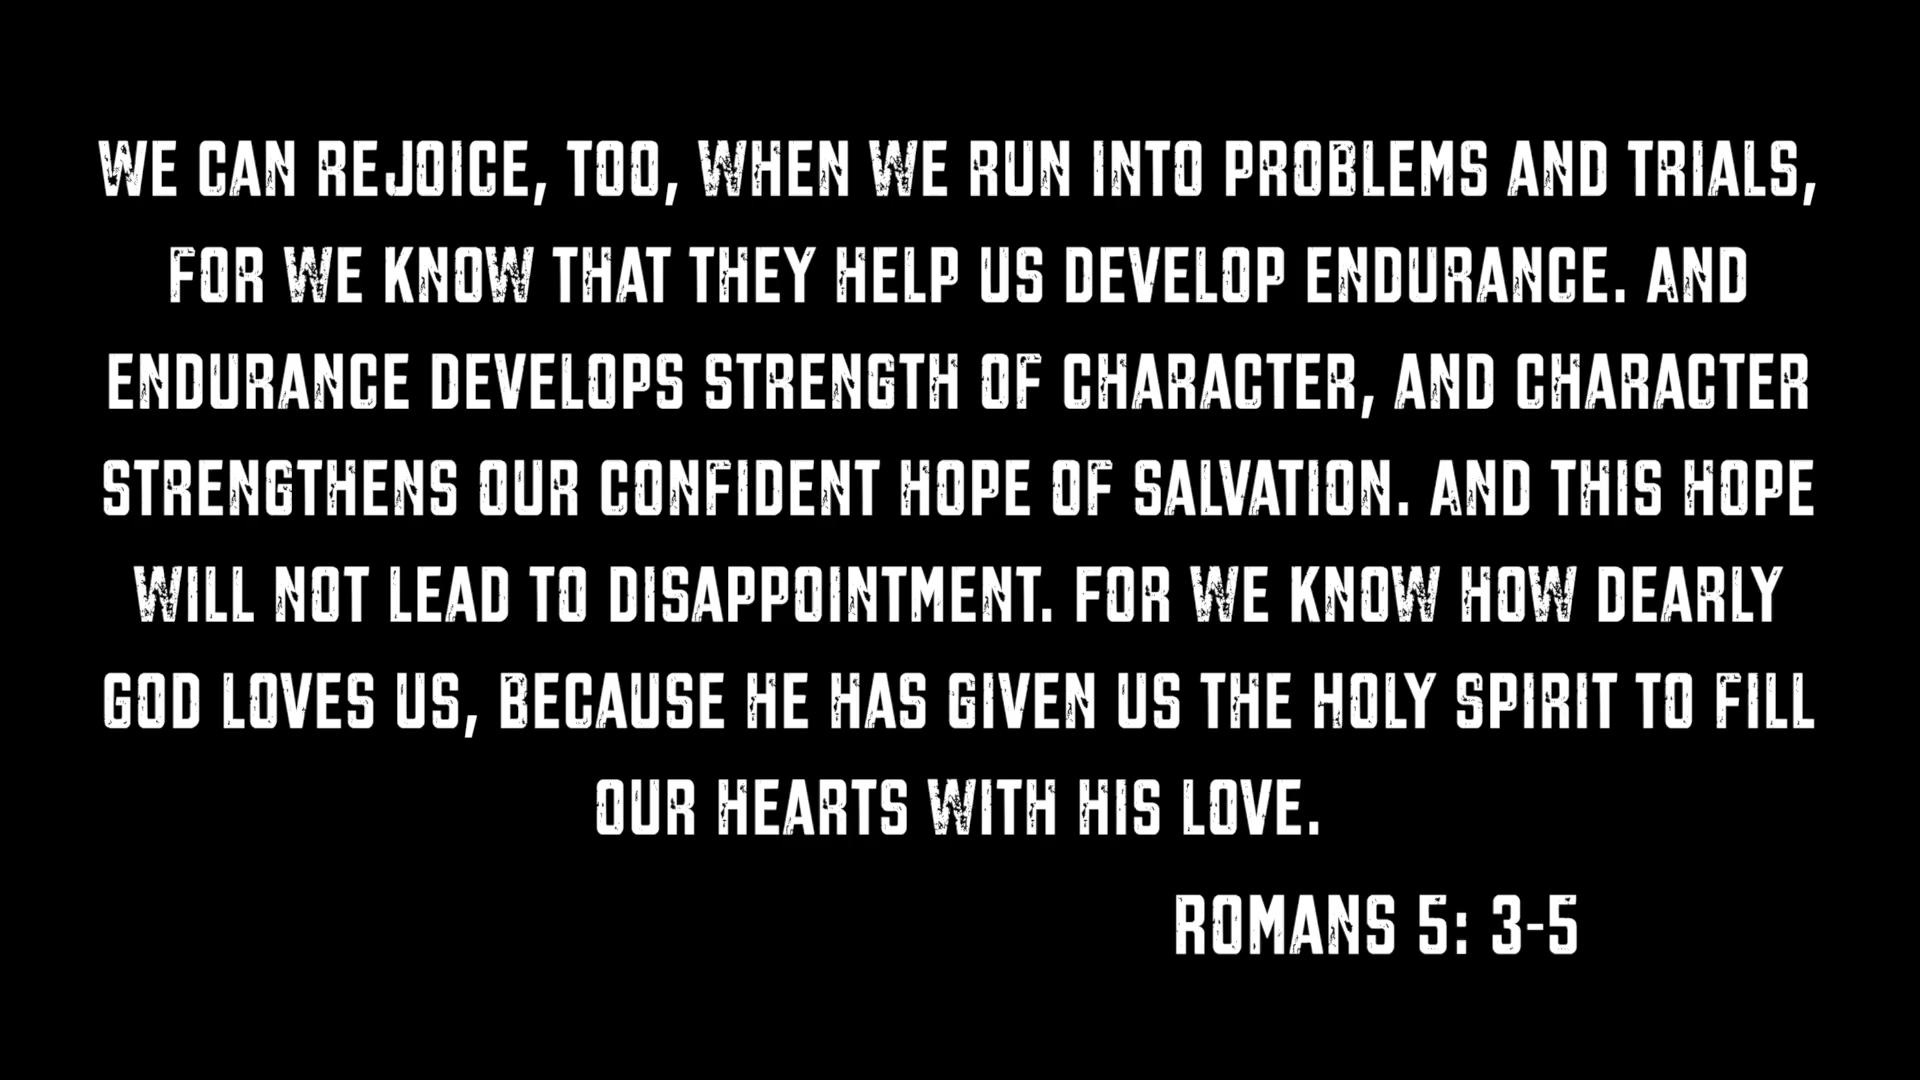 WE CAN REJOICE, TOO, WHEN WE RUN INTO PROBLEMS AND TRIALS,
FOR WE KNOW THAT THEY HELP US DEVELOP ENDURANCE. AND
ENDURANCE DEVELOPS STRENGTH OF CHARACTER, AND CHARACTER
STRENGTHENS OUR CONFIDENT HOPE OF SALVATION. AND THIS HOPE
WILL NOT LEAD TO DISAPPOINTMENT. FOR WE KNOW HOW DEARLY
GOD LOVES US, BECAUSE HE HAS GIVEN US THE HOLY SPIRIT TO FILL
OUR HEARTS WITH HIS LOVE.
ROMANS 5: 3-5